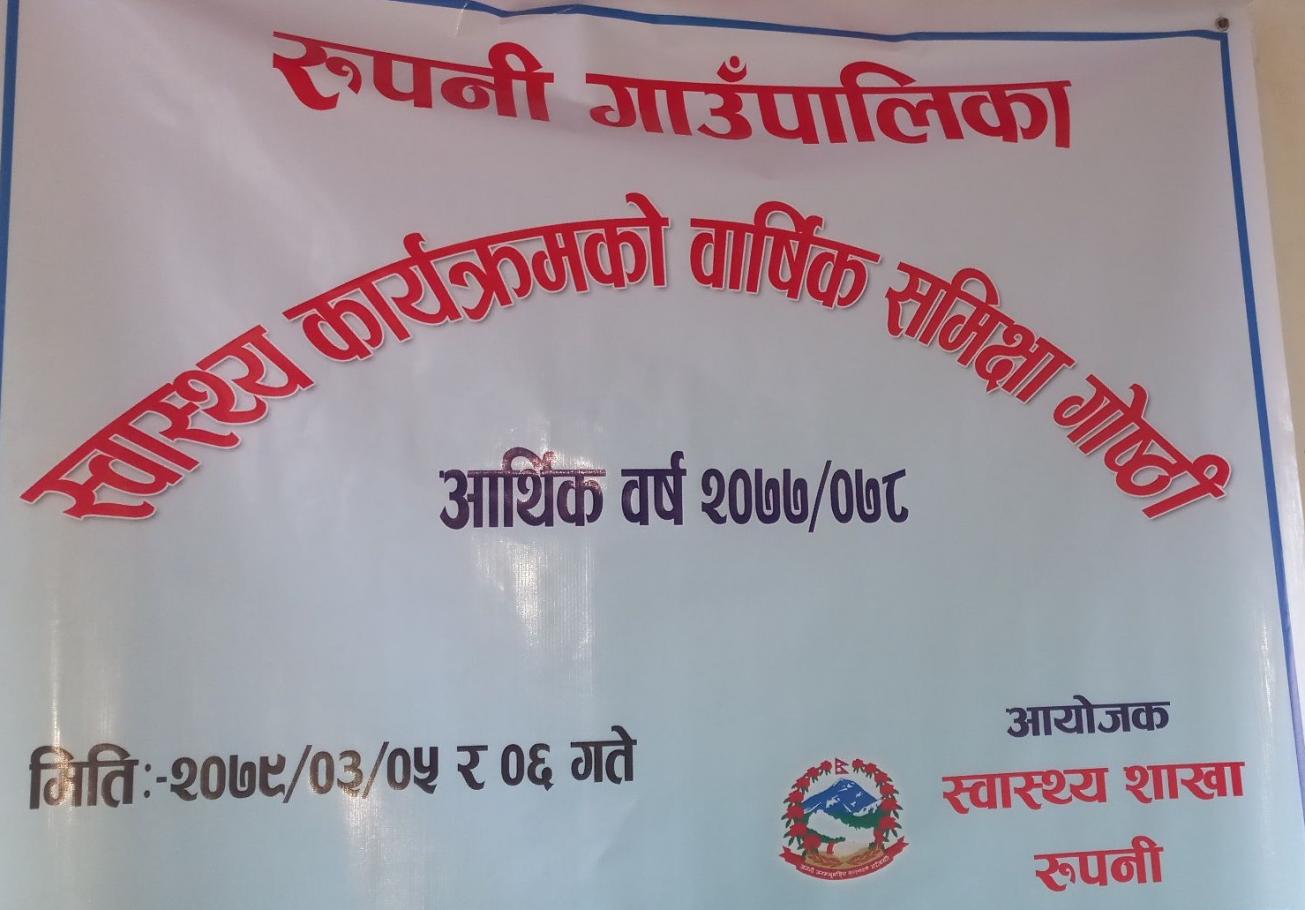 रुपनी गाउँपालिका
स्वास्थ्य कार्यक्रमको वार्षिक समिक्षा गोष्ठी
आर्थिक वर्ष २०७७/०७८
मितिः-२०७९/०३/०५ र ०६ गते
आयोजक
स्वास्थ्य शाखा
रुपनी